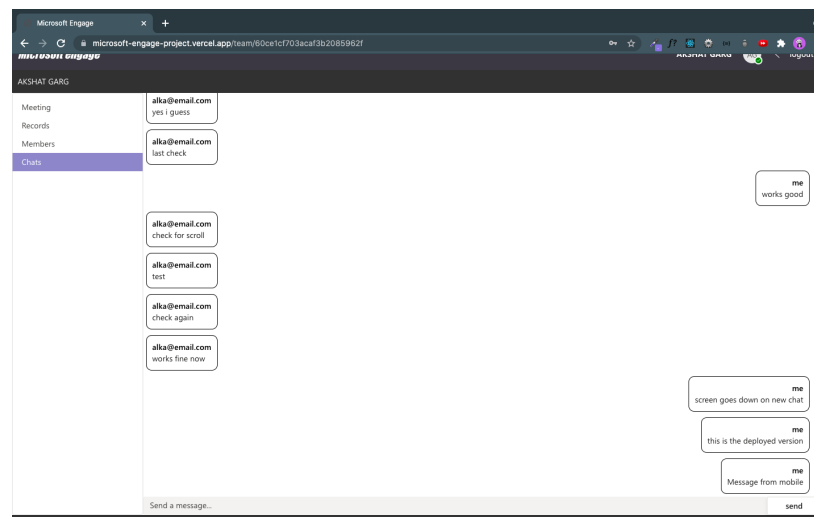 Microsoft Engage
microsoft-engage-project.vercel.app/team/60ce1cf703acaf3b2085962f
microsoft engage
AKSHAT GARG
logout
AKSHAT GARG
Meeting
Records
Members
Chats
alka@email.com
yes i guess
alka@email.com
last check
me
works good
alka@email.com
check for scroll
alka@email.com
test
alka@email.com
check again
alka@email.com
works fine now
me
screen goes down on new chat
me
this is the deployed version
me
Message from mobile
Send a message..
send